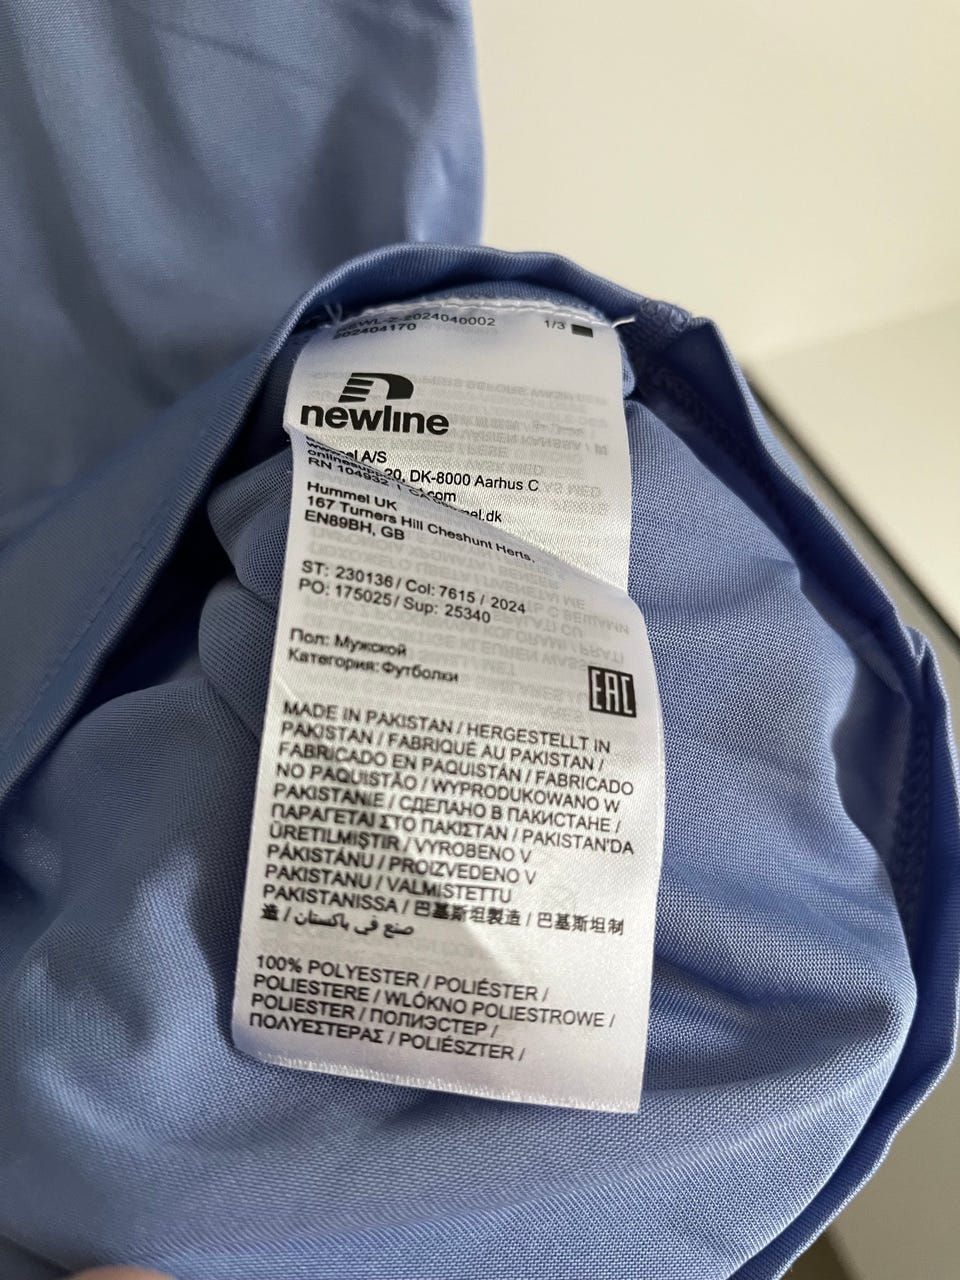 2024040002
202404170
1/3
newline
A/S
20, DK-8000 Aarhus C
RN 104932
Hummel UK
167 Turners Hill Cheshunt Herts,
EN89BH, GB
ST: 230136 / Col: 7615 / 2024
PO: 175025 / Sup: 25340
Пол: Мужской
Категория: Футболки
EAC
MADE IN PAKISTAN / HERGESTELLT IN
PAKISTAN / FABRIQUÉ AU PAKISTAN /
FABRICADO EN PAQUISTÁN / FABRICADO
NO PAQUISTÃO / WYPRODUKOWANO W
PAKISTANIE / СДЕЛАНО В ПАКИСТАНЕ /
ΠΑΡΑΓΕΤΑΙ ΣΤΟ ΠΑΚΙΣΤΑΝ / PAKISTAN'DA
ÜRETILMIŞTIR / VYROBENO V
PÁKISTÁNU / PROIZVEDENO V
PAKISTANU / VALMISTETTU
PAKISTANISSA / 巴基斯坦製造 / 巴基斯坦制
造 / صنع في باكستان
100% POLYESTER / POLIÉSTER /
POLIESTERE / WLÓKNO POLIESTROWE /
POLIESTER / ПОЛИЭСТЕР /
ΠΟΛΥΕΣΤΕΡΑΣ / POLIÉSZTER /